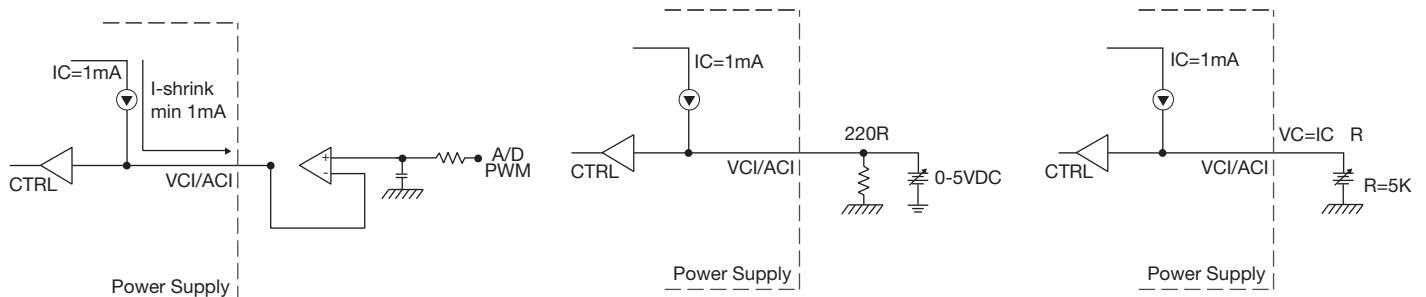 IC=1mA
I-shrink
min 1mA
CTRL
VCI/ACI
+
-
A/D
PWM
Power Supply
IC=1mA
220R
CTRL
VCI/ACI
0-5VDC
Power Supply
IC=1mA
VC=IC R
CTRL
VCI/ACI
R=5K
Power Supply